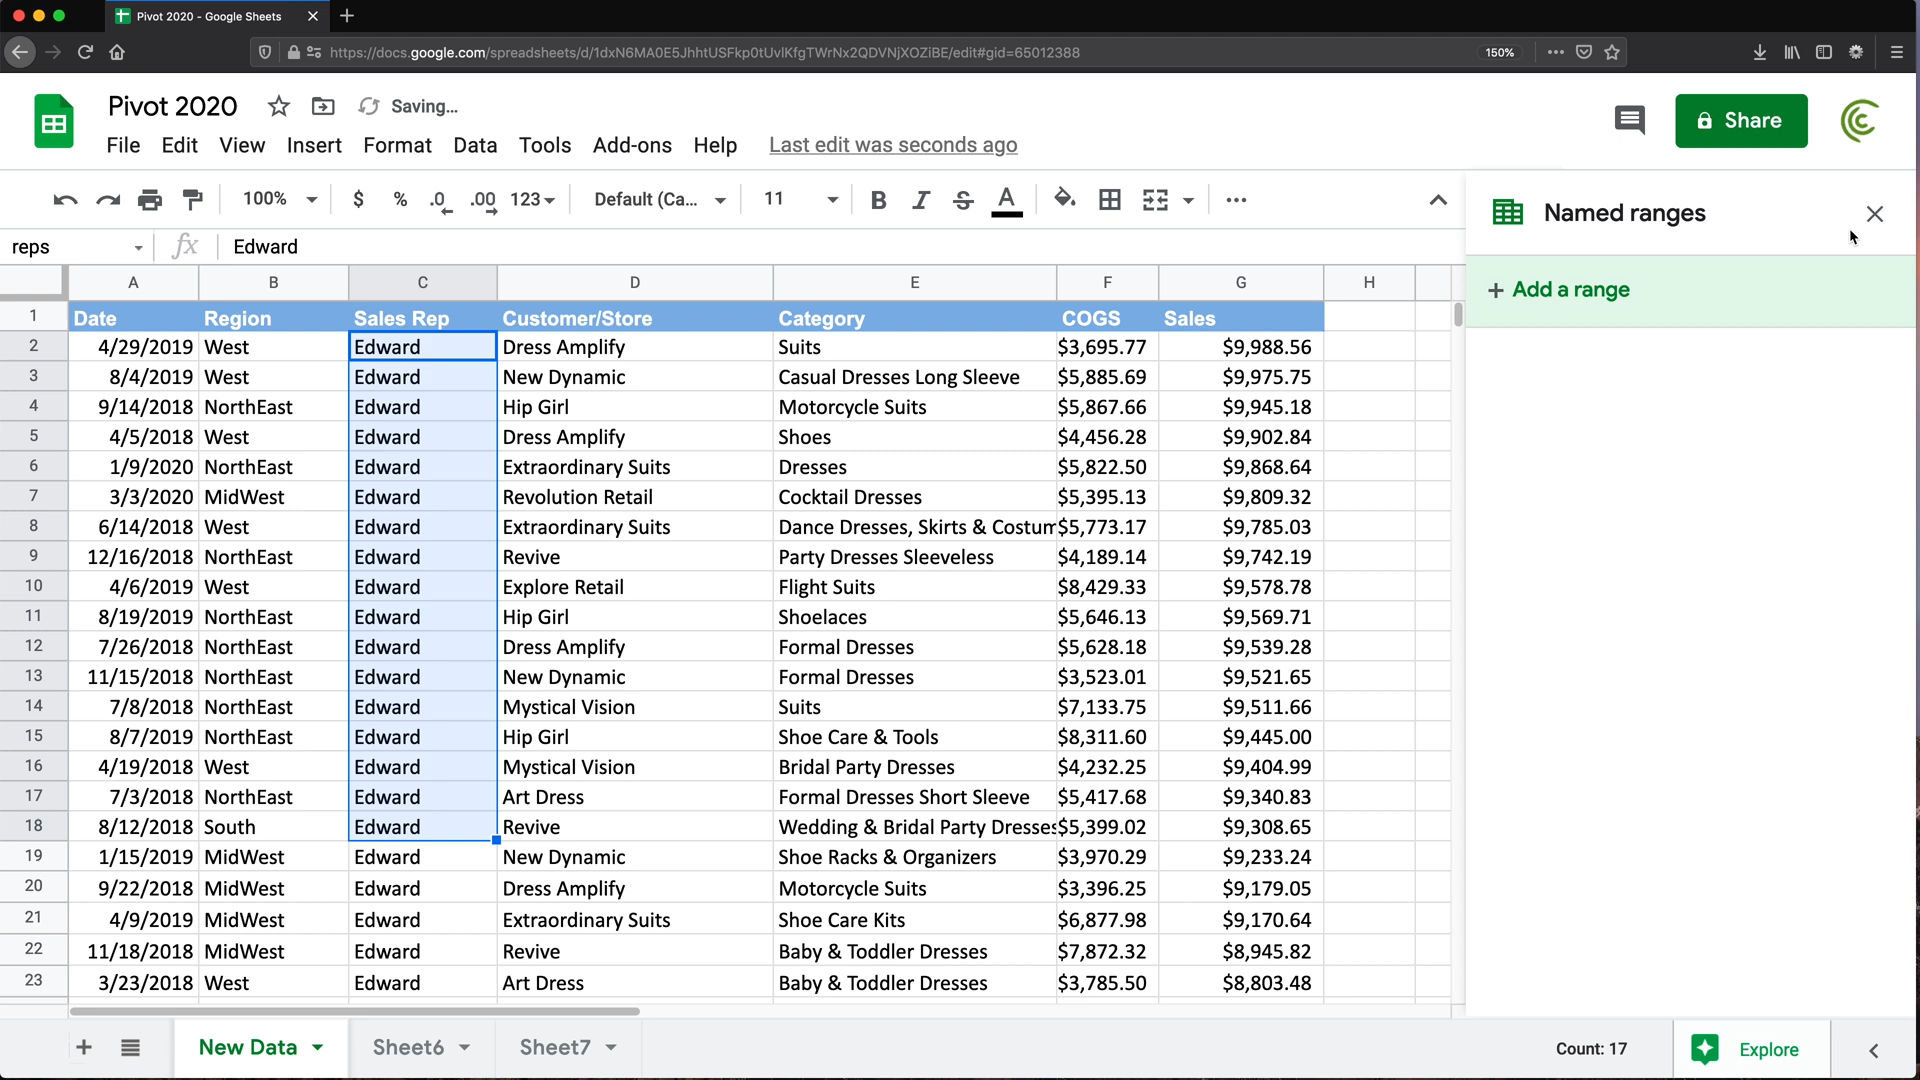 Pivot 2020 - Google Sheets
https://docs.google.com/spreadsheets/d/1dxN6MA0E5JhhtUSFkp0tUvlKfgTWrNx2QDVNjXOZiBE/edit#gid=65012388 150%
Pivot 2020 Saving...
Share
File Edit View Insert Format Data Tools Add-ons Help Last edit was seconds ago
100% $ % .0 .00 123 Default (Ca... 11 B I S A
Named ranges
reps fx Edward
A B C D E F G H
+ Add a range
1 Date Region Sales Rep Customer/Store Category COGS Sales
2 4/29/2019 West Edward Dress Amplify Suits $3,695.77 $9,988.56
3 8/4/2019 West Edward New Dynamic Casual Dresses Long Sleeve $5,885.69 $9,975.75
4 9/14/2018 NorthEast Edward Hip Girl Motorcycle Suits $5,867.66 $9,945.18
5 4/5/2018 West Edward Dress Amplify Shoes $4,456.28 $9,902.84
6 1/9/2020 NorthEast Edward Extraordinary Suits Dresses $5,822.50 $9,868.64
7 3/3/2020 MidWest Edward Revolution Retail Cocktail Dresses $5,395.13 $9,809.32
8 6/14/2018 West Edward Extraordinary Suits Dance Dresses, Skirts & Costum $5,773.17 $9,785.03
9 12/16/2018 NorthEast Edward Revive Party Dresses Sleeveless $4,189.14 $9,742.19
10 4/6/2019 West Edward Explore Retail Flight Suits $8,429.33 $9,578.78
11 8/19/2019 NorthEast Edward Hip Girl Shoelaces $5,646.13 $9,569.71
12 7/26/2018 NorthEast Edward Dress Amplify Formal Dresses $5,628.18 $9,539.28
13 11/15/2018 NorthEast Edward New Dynamic Formal Dresses $3,523.01 $9,521.65
14 7/8/2018 NorthEast Edward Mystical Vision Suits $7,133.75 $9,511.66
15 8/7/2019 NorthEast Edward Hip Girl Shoe Care & Tools $8,311.60 $9,445.00
16 4/19/2018 West Edward Mystical Vision Bridal Party Dresses $4,232.25 $9,404.99
17 7/3/2018 NorthEast Edward Art Dress Formal Dresses Short Sleeve $5,417.68 $9,340.83
18 8/12/2018 South Edward Revive Wedding & Bridal Party Dresses $5,399.02 $9,308.65
19 1/15/2019 MidWest Edward New Dynamic Shoe Racks & Organizers $3,970.29 $9,233.24
20 9/22/2018 MidWest Edward Dress Amplify Motorcycle Suits $3,396.25 $9,179.05
21 4/9/2019 MidWest Edward Extraordinary Suits Shoe Care Kits $6,877.98 $9,170.64
22 11/18/2018 MidWest Edward Revive Baby & Toddler Dresses $7,872.32 $8,945.82
23 3/23/2018 West Edward Art Dress Baby & Toddler Dresses $3,785.50 $8,803.48
New Data Sheet6 Sheet7 Count: 17 Explore